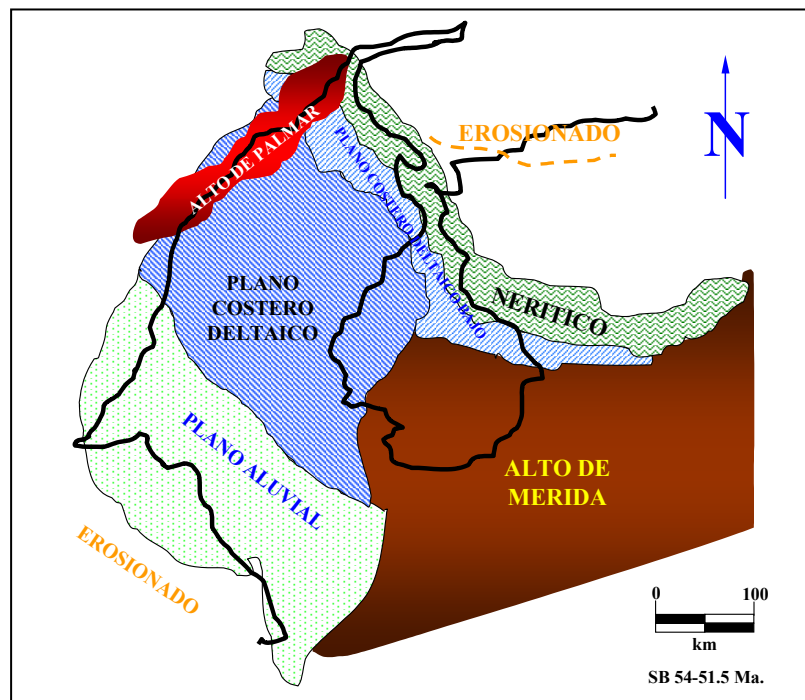 EROSIONADO
N
ALTO DE PALMAR
PLANO COSTERO DELTAICO BAJO
PLANO
COSTERO
DELTAICO
NERITICO
PLANO ALUVIAL
ALTO DE
MERIDA
EROSIONADO
0 100
km
SB 54-51.5 Ma.